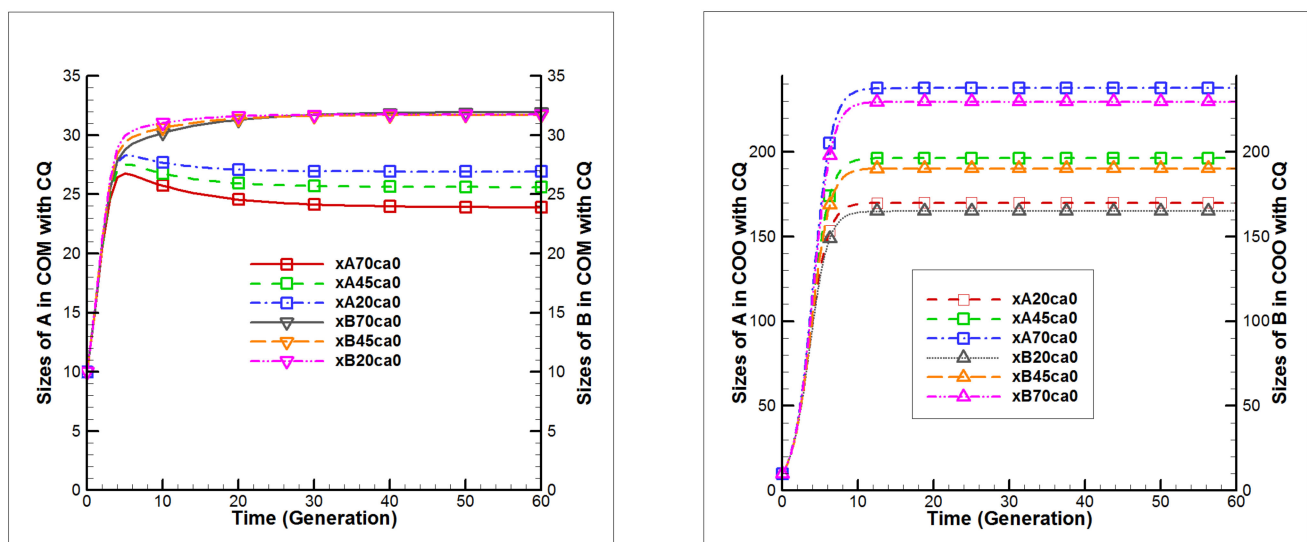 Sizes of A in COM with CQ
35
30
25
20
15
10
5
0
xA70ca0
xA45ca0
xA20ca0
xB70ca0
xB45ca0
xB20ca0
35
30
25
20
15
10
5
0
Sizes of B in COM with CQ
0 10 20 30 40 50 60
Time (Generation)
Sizes of A in COO with CQ
200
150
100
50
0
xA20ca0
xA45ca0
xA70ca0
xB20ca0
xB45ca0
xB70ca0
200
150
100
50
0
Sizes of B in COO with CQ
0 10 20 30 40 50 60
Time (Generation)